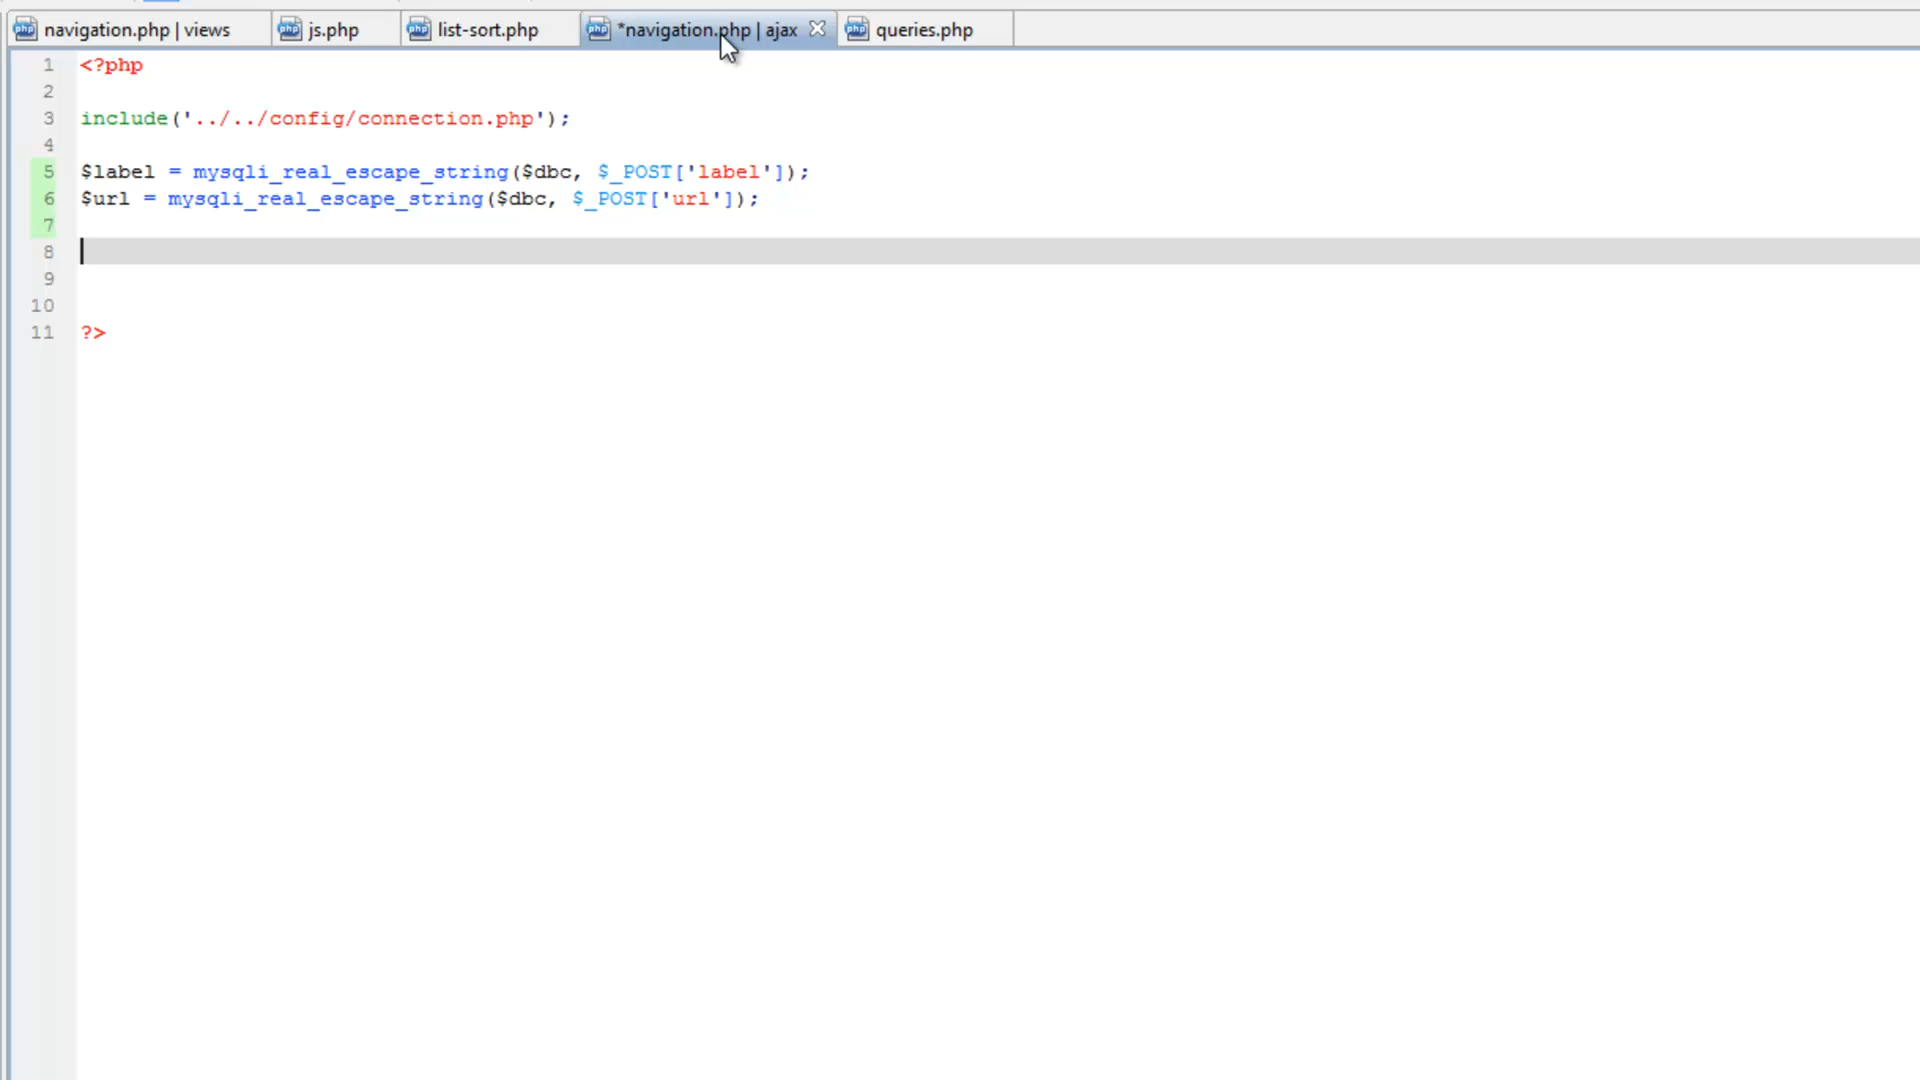 navigation.php | views js.php list-sort.php *navigation.php | ajax queries.php
1 <?php
2
3 include('../../config/connection.php');
4
5 $label = mysqli_real_escape_string($dbc, $_POST['label']);
6 $url = mysqli_real_escape_string($dbc, $_POST['url']);
7
8
9
10
11 ?>